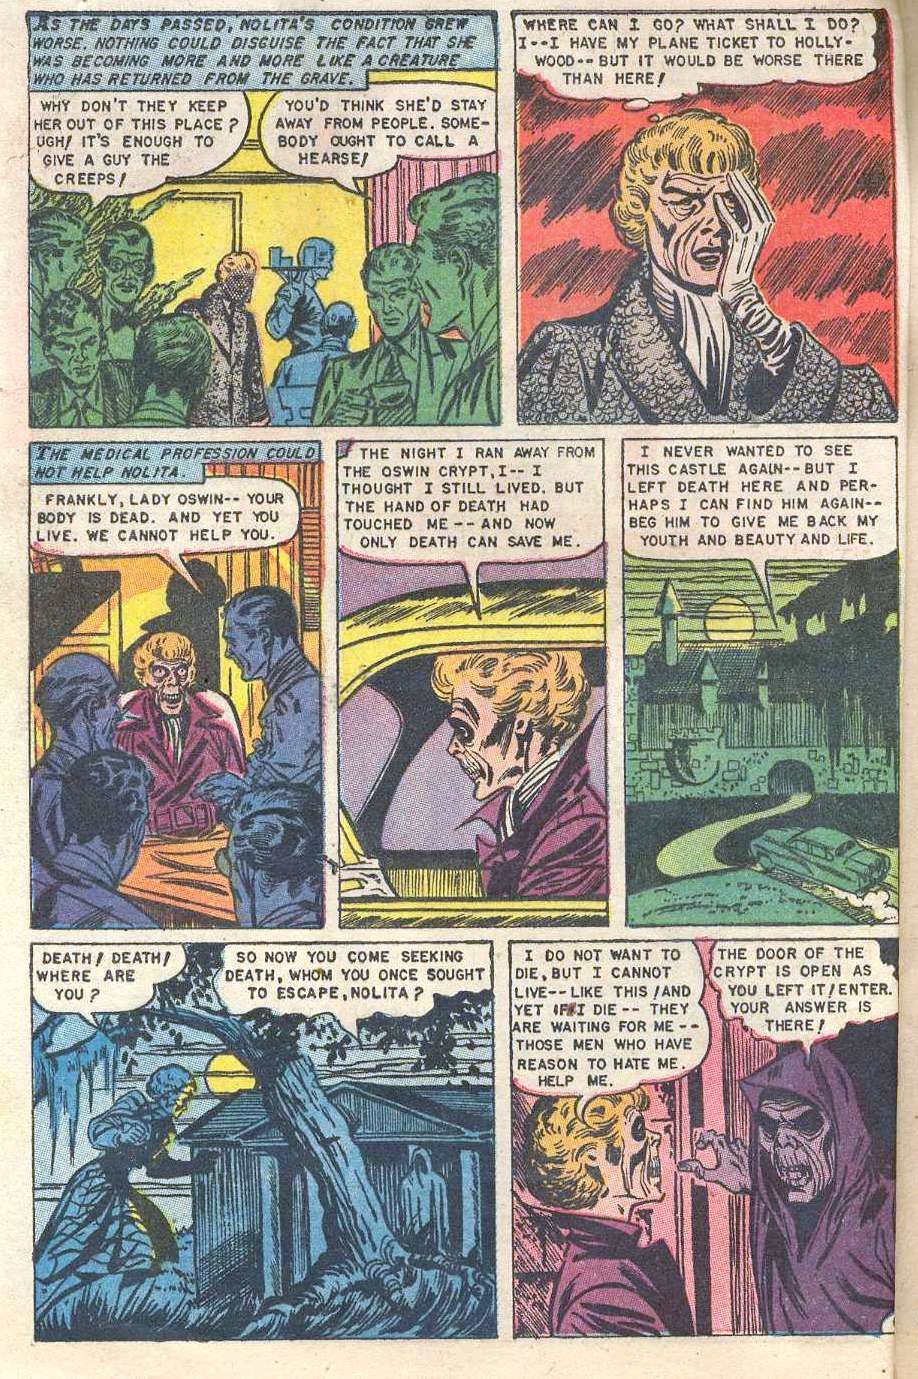 AS THE DAYS PASSED, NOLITA'S CONDITION GREW
WORSE. NOTHING COULD DISGUISE THE FACT THAT SHE
WAS BECOMING MORE AND MORE LIKE A CREATURE
WHO HAS RETURNED FROM THE GRAVE.
WHY DON'T THEY KEEP
HER OUT OF THIS PLACE?
UGH! IT'S ENOUGH TO
GIVE A GUY THE
CREEPS!
YOU'D THINK SHE'D STAY
AWAY FROM PEOPLE. SOME-
BODY OUGHT TO CALL A
HEARSE!
WHERE CAN I GO? WHAT SHALL I DO?
I--I HAVE MY PLANE TICKET TO HOLLY-
WOOD--BUT IT WOULD BE WORSE THERE
THAN HERE!
THE MEDICAL PROFESSION COULD
NOT HELP NOLITA.
FRANKLY, LADY OSWIN--YOUR
BODY IS DEAD. AND YET YOU
LIVE. WE CANNOT HELP YOU.
THE NIGHT I RAN AWAY FROM
THE OSWIN CRYPT, I--I
THOUGHT I STILL LIVED. BUT
THE HAND OF DEATH HAD
TOUCHED ME--AND NOW
ONLY DEATH CAN SAVE ME.
I NEVER WANTED TO SEE
THIS CASTLE AGAIN--BUT I
LEFT DEATH HERE AND PER-
HAPS I CAN FIND HIM AGAIN--
BEG HIM TO GIVE ME BACK MY
YOUTH AND BEAUTY AND LIFE.
DEATH! DEATH!
WHERE ARE
YOU?
SO NOW YOU COME SEEKING
DEATH, WHOM YOU ONCE SOUGHT
TO ESCAPE, NOLITA?
I DO NOT WANT TO
DIE, BUT I CANNOT
LIVE--LIKE THIS! AND
YET IF I DIE--THEY
ARE WAITING FOR ME--
THOSE MEN WHO HAVE
REASON TO HATE ME.
HELP ME.
THE DOOR OF THE
CRYPT IS OPEN AS
YOU LEFT IT! ENTER.
YOUR ANSWER IS
THERE!